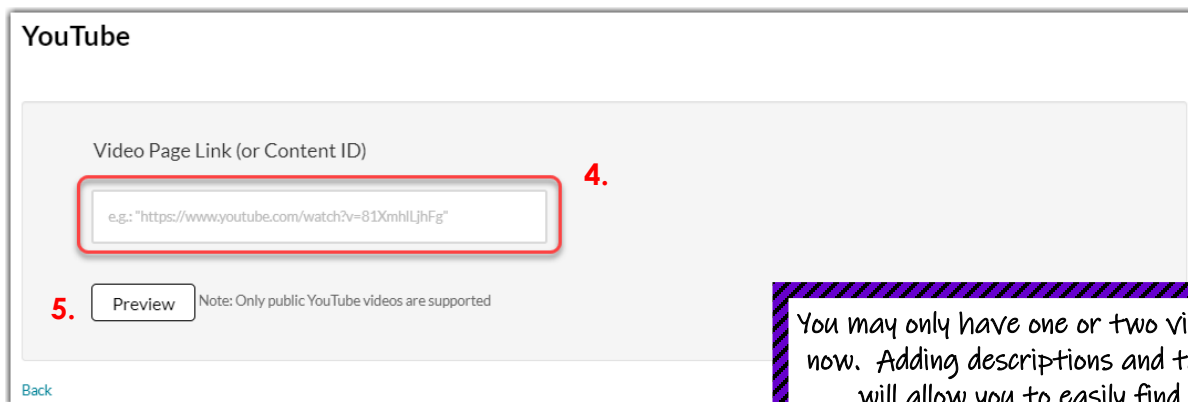 YouTube
Video Page Link (or Content ID)
4.
e.g.: "https://www.youtube.com/watch?v=81XmhlLjhFg"
5.
Preview
Note: Only public YouTube videos are supported
You may only have one or two
now. Adding descriptions and
will allow you to easily find
Back